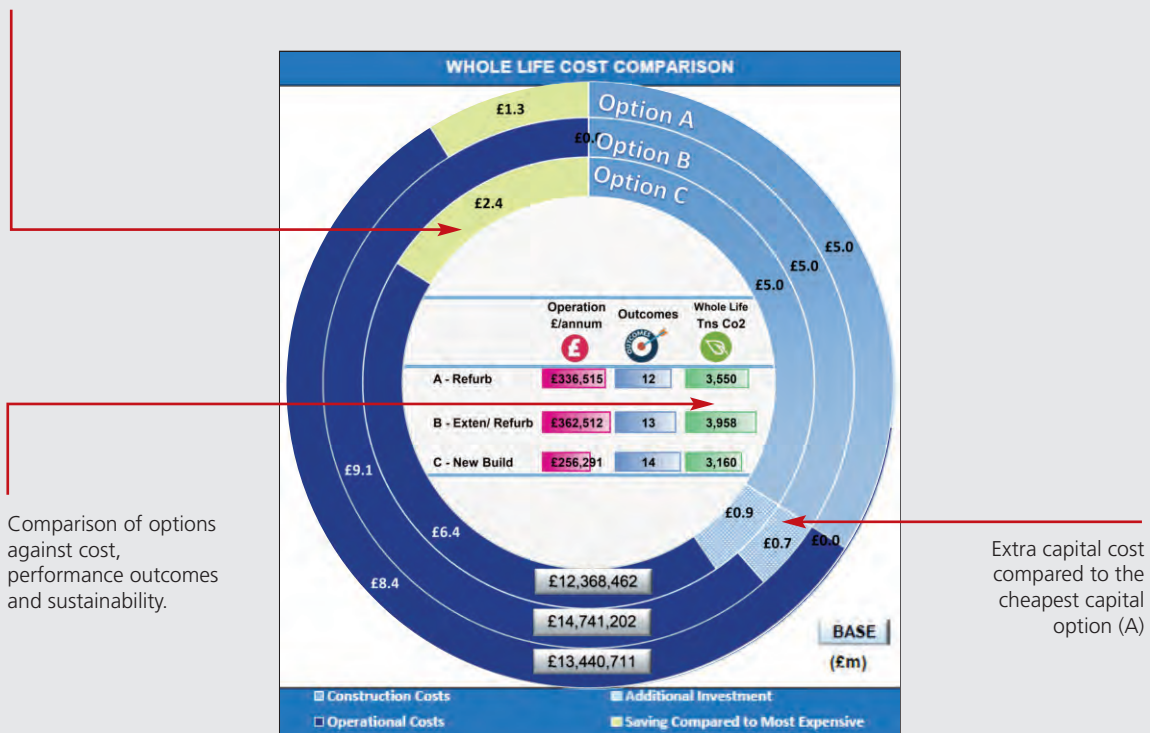 WHOLE LIFE COST COMPARISON
£1.3
Option A
£0.0
Option B
Option C
£2.4
£5.0
£5.0
£5.0
Operation
£/annum
Outcomes
Whole Life
Tns Co2
£
OUTCOMES
A - Refurb
£336,515
12
3,550
B - Exten/ Refurb
£362,512
13
3,958
C - New Build
£256,291
14
3,160
£9.1
£6.4
£8.4
£0.9
£0.7
£0.0
£12,368,462
£14,741,202
£13,440,711
BASE
(£m)
Construction Costs
Additional Investment
Operational Costs
Saving Compared to Most Expensive
Comparison of options
against cost,
performance outcomes
and sustainability.
Extra capital cost
compared to the
cheapest capital
option (A)